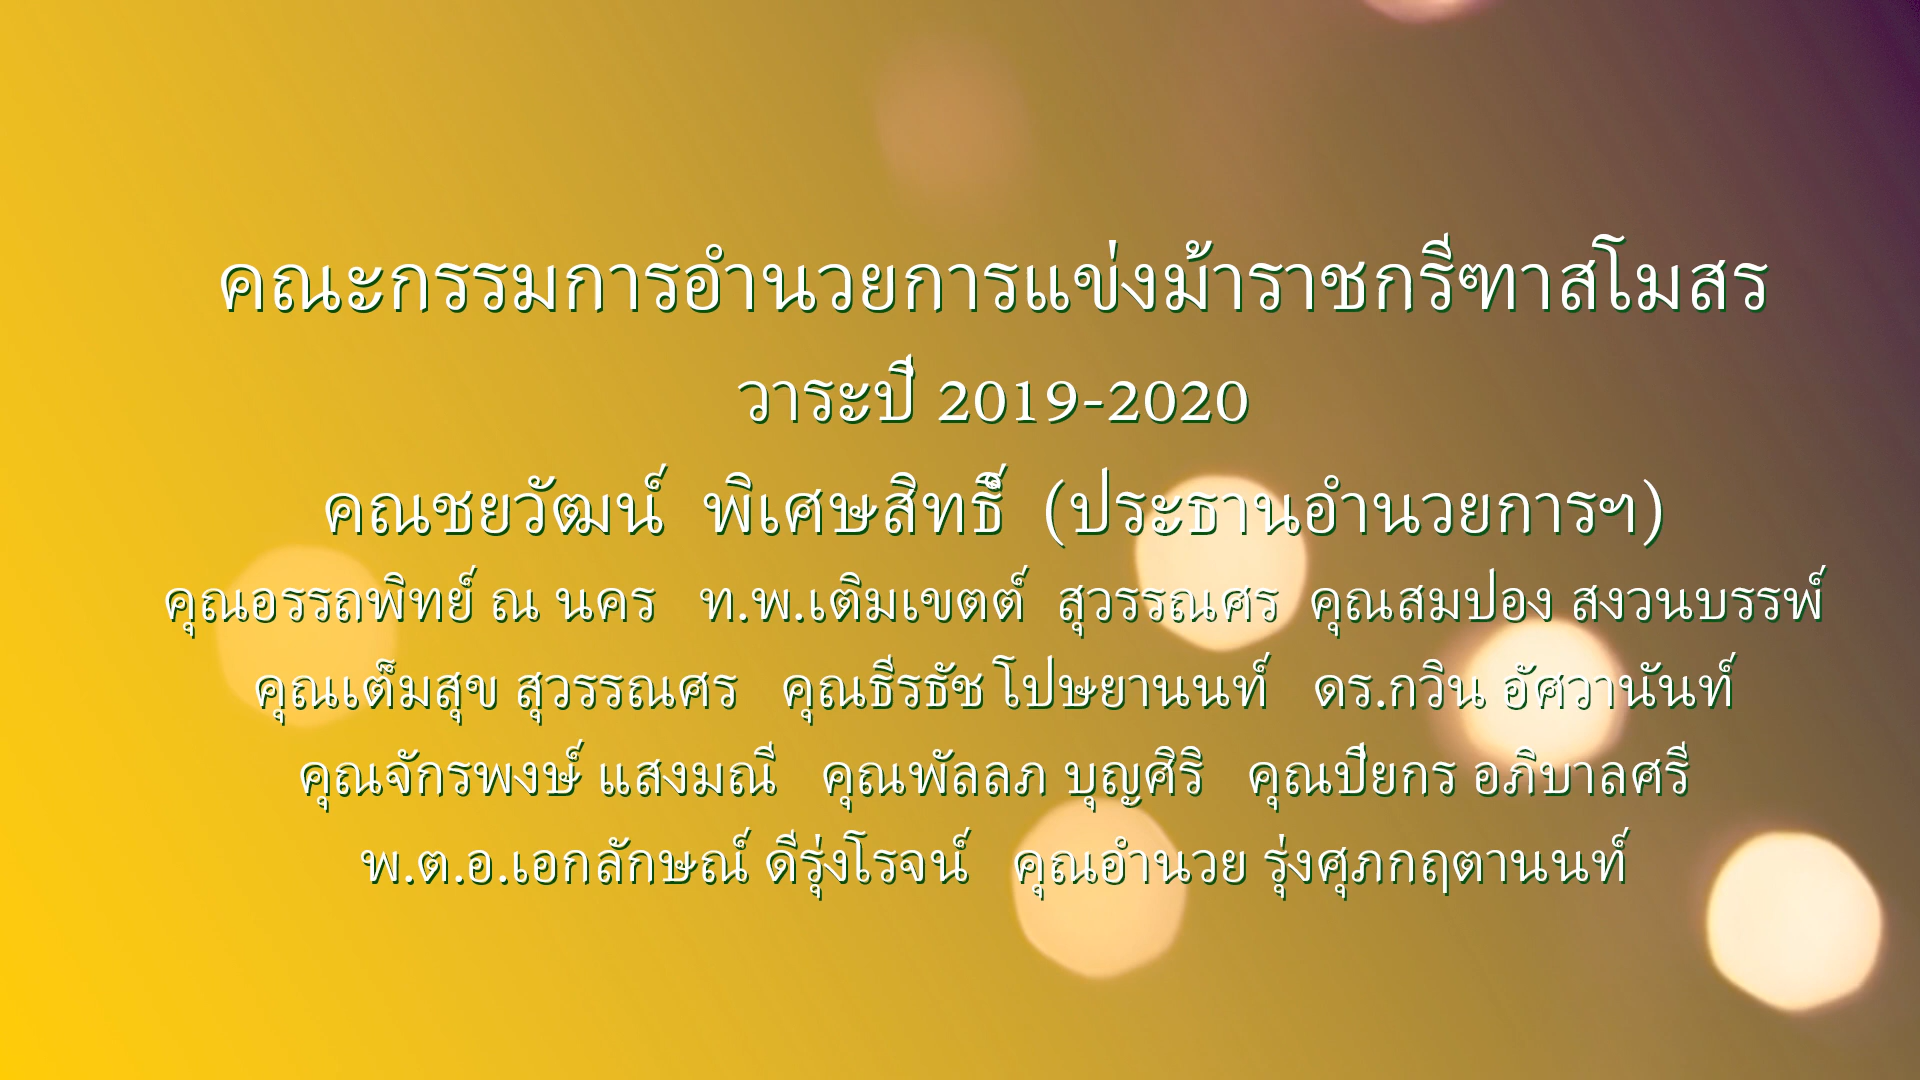 คณะกรรมการอำนวยการแข่งม้าราชกรีฑาสโมสร
วาระปี 2019-2020
คณชยวัฒน์ พิเศษสิทธิ์ (ประธานอำนวยการฯ)
คุณอรรถพิทย์ ณ นคร ท.พ.เติมเขตต์ สุวรรณศร คุณสมปอง สงวนบรรพ์
คุณเต็มสุข สุวรรณศร คุณธีรธัช โปษยานนท์ ดร.กวิน อัศวานันท์
คุณจักรพงษ์ แสงมณี คุณพัลลภ บุญศิริ คุณปิยกร อภิบาลศรี
พ.ต.อ.เอกลักษณ์ ดีรุ่งโรจน์ คุณอำนวย รุ่งศุภกฤตานนท์